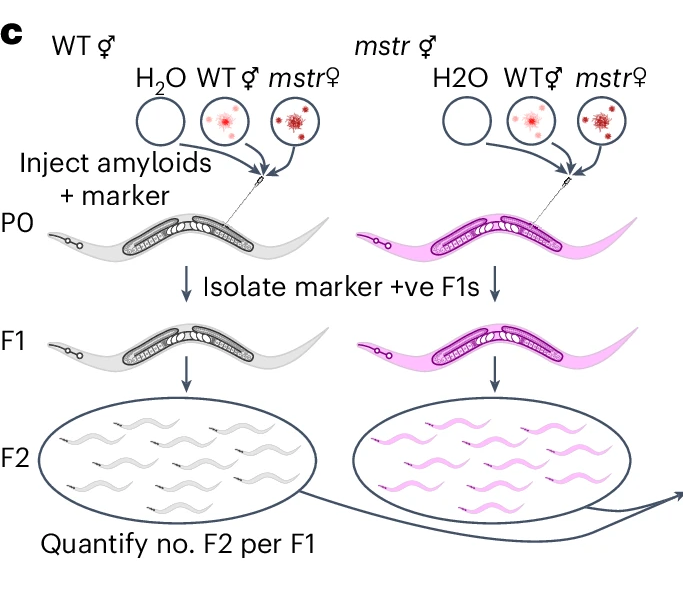 c
WT ⚥ mstr ⚥
H₂O WT ⚥ mstr♀ H2O WT⚥ mstr♀
Inject amyloids
+ marker
P0
Isolate marker +ve F1s
F1
F2
Quantify no. F2 per F1